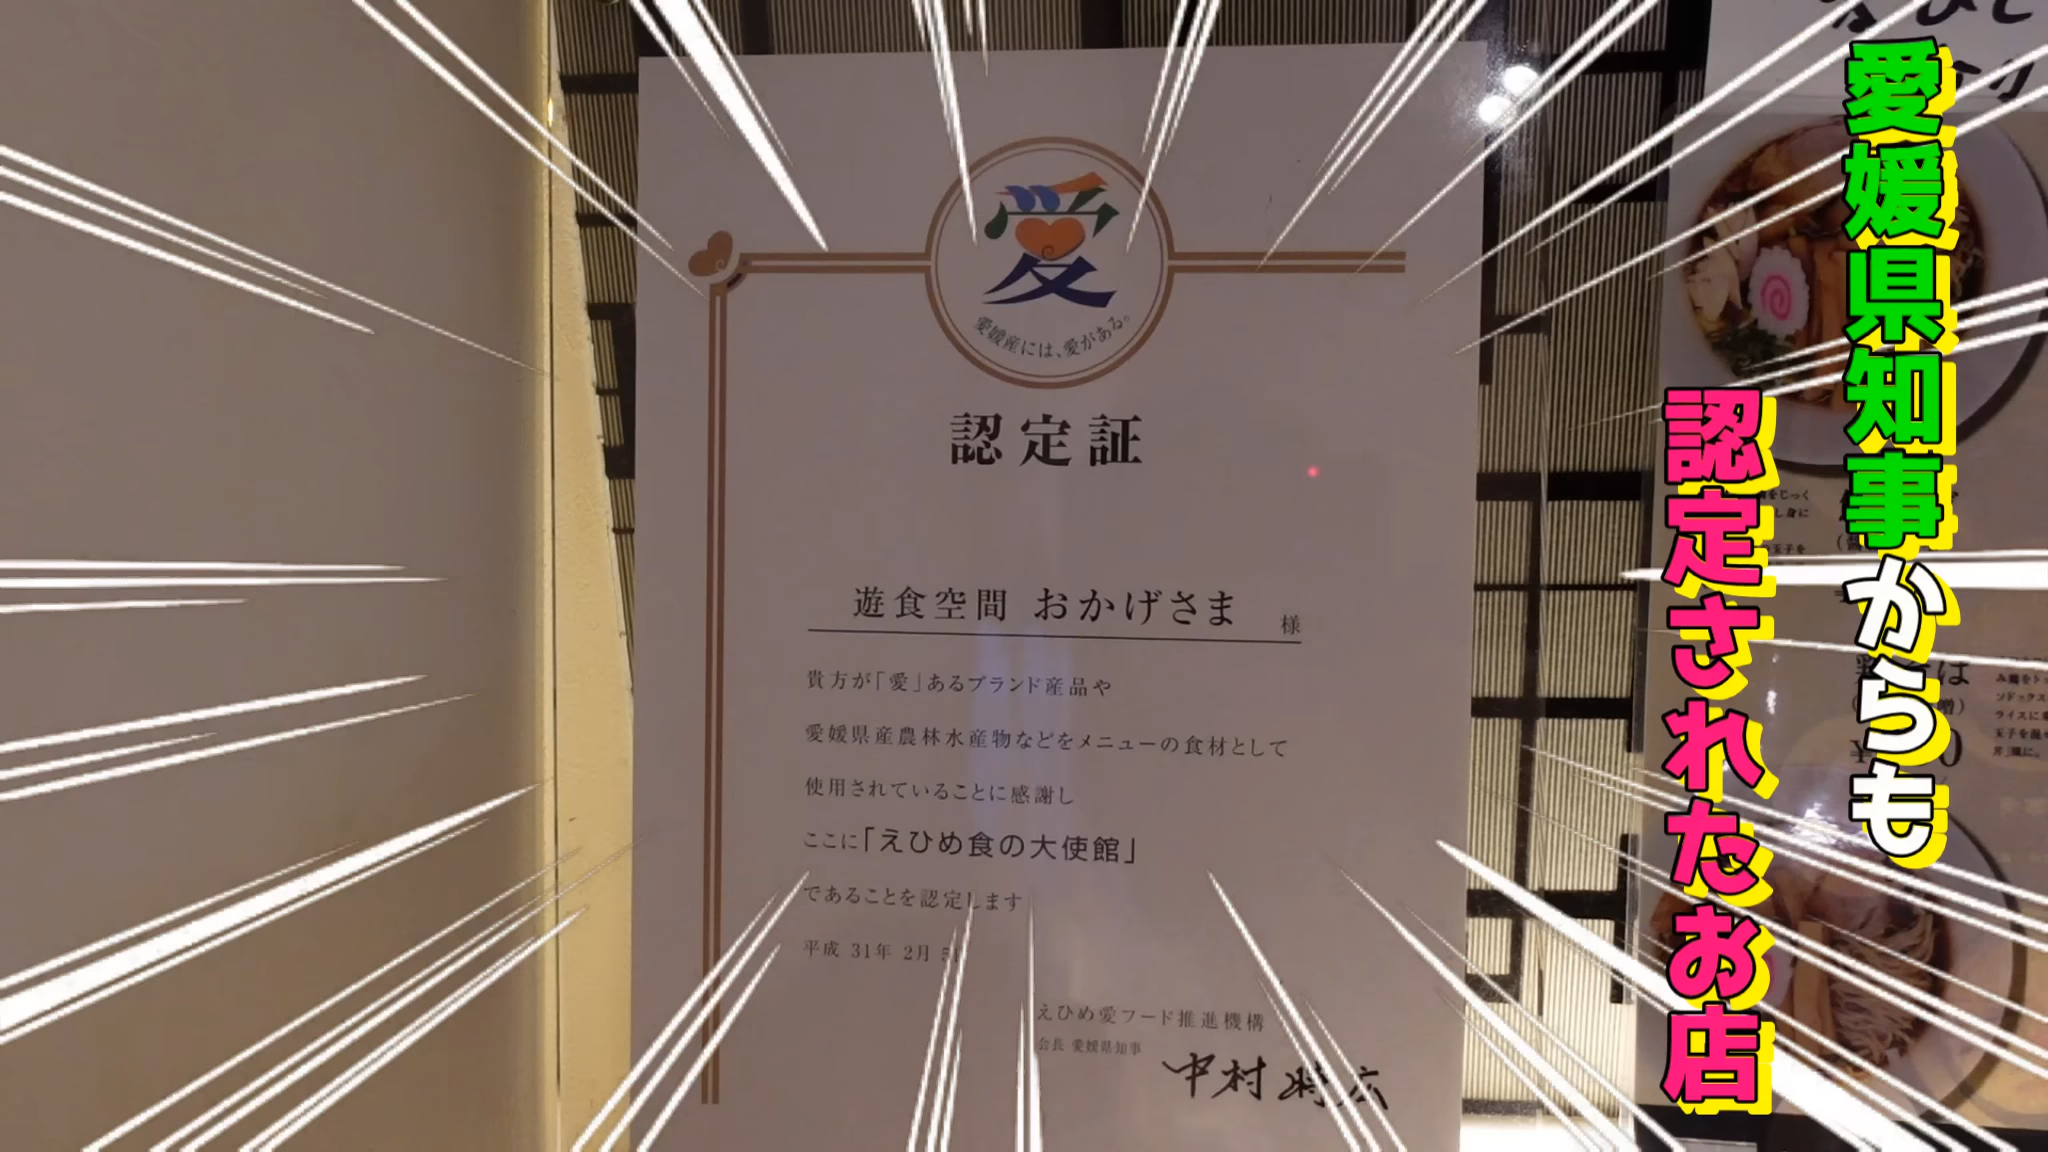 愛媛県知事からも
認定されたお店
愛
愛媛産には、愛がある。
認定証
遊食空間 おかげさま 様
貴方が「愛」あるブランド産品や
愛媛県産農林水産物などをメニューの食材として
使用されていることに感謝し
ここに「えひめ食の大使館」
であることを認定します
平成 31年 2月
えひめ愛フード推進機構
会長 愛媛県知事
中村 時広